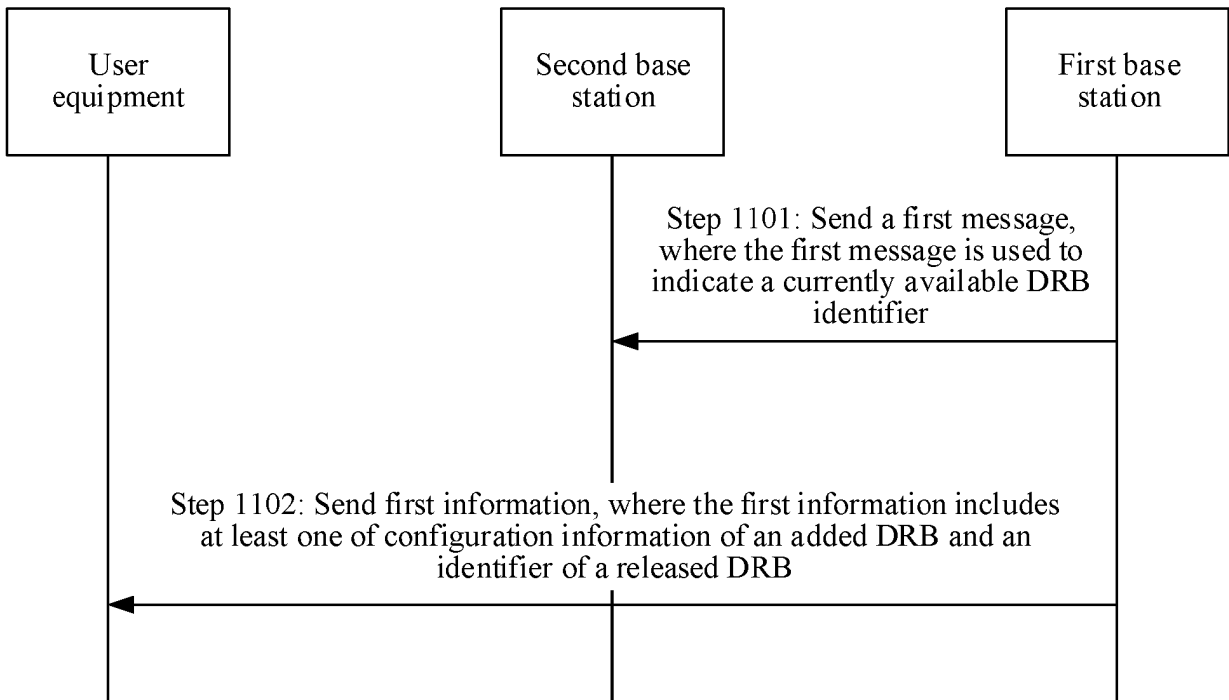 User
equipment
Second base
station
First base
station
Step 1101: Send a first message,
where the first message is used to
indicate a currently available DRB
identifier
Step 1102: Send first information, where the first information includes
at least one of configuration information of an added DRB and an
identifier of a released DRB